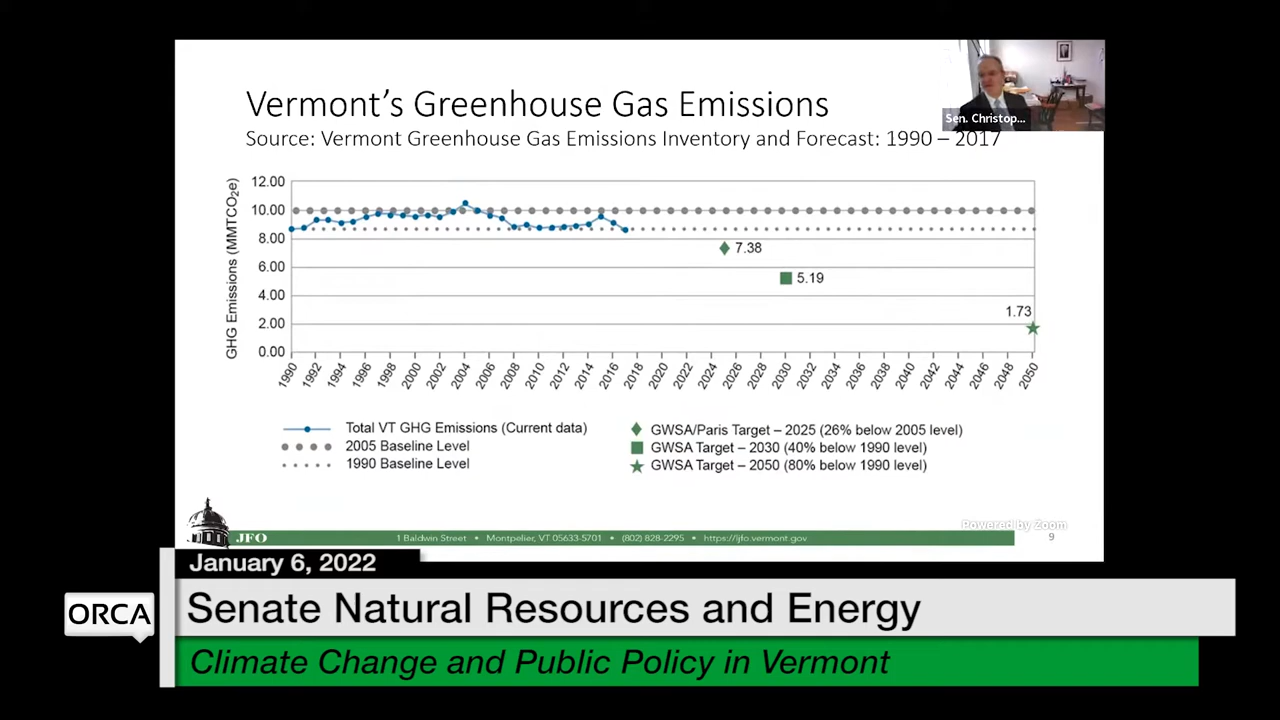 Vermont's Greenhouse Gas Emissions
Source: Vermont Greenhouse Gas Emissions Inventory and Forecast: 1990 – 2017
Sen. Christop...
GHG Emissions (MMTCO2e)
12.00
10.00
8.00
6.00
4.00
2.00
0.00
7.38
5.19
1.73
1990 1992 1994 1996 1998 2000 2002 2004 2006 2008 2010 2012 2014 2016 2018 2020 2022 2024 2026 2028 2030 2032 2034 2036 2038 2040 2042 2044 2046 2048 2050
Total VT GHG Emissions (Current data)
2005 Baseline Level
1990 Baseline Level
GWSA/Paris Target – 2025 (26% below 2005 level)
GWSA Target – 2030 (40% below 1990 level)
GWSA Target – 2050 (80% below 1990 level)
Powered by Zoom
JFO
1 Baldwin Street • Montpelier, VT 05633-5701 • (802) 828-2295 • https://ljfo.vermont.gov
9
January 6, 2022
ORCA
Senate Natural Resources and Energy
Climate Change and Public Policy in Vermont